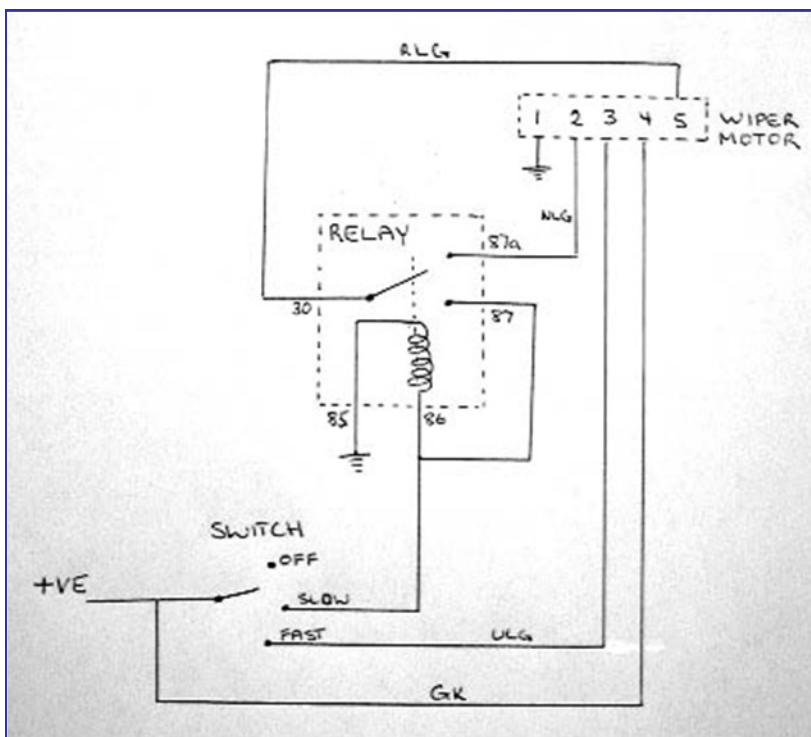 RLG
1 2 3 4 5
WIPER
MOTOR
NLG
RELAY
87a
30
87
85
86
SWITCH
OFF
+VE
SLOW
FAST
ULG
GK